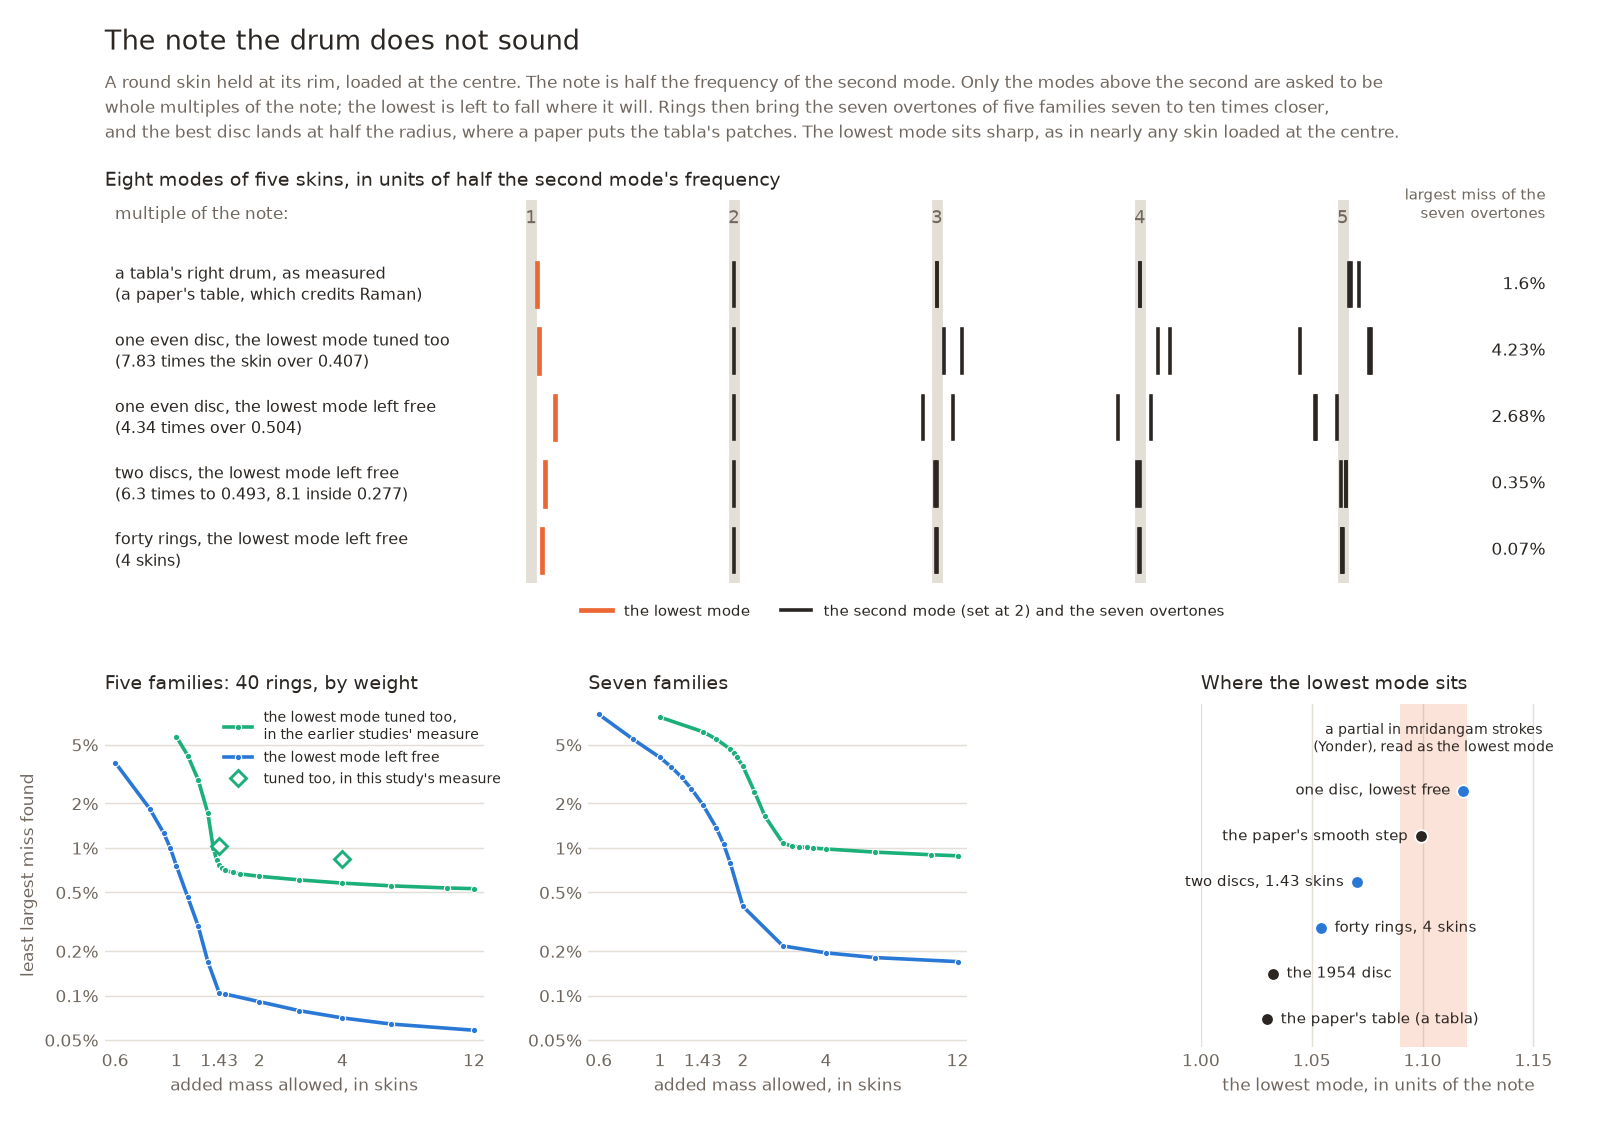 The note the drum does not sound
A round skin held at its rim, loaded at the centre. The note is half the frequency of the second mode. Only the modes above the second are asked to be
whole multiples of the note; the lowest is left to fall where it will. Rings then bring the seven overtones of five families seven to ten times closer,
and the best disc lands at half the radius, where a paper puts the tabla's patches. The lowest mode sits sharp, as in nearly any skin loaded at the centre.
Eight modes of five skins, in units of half the second mode's frequency
largest miss of the
seven overtones
multiple of the note:
1
2
3
4
5
a tabla's right drum, as measured
(a paper's table, which credits Raman)
1.6%
one even disc, the lowest mode tuned too
(7.83 times the skin over 0.407)
4.23%
one even disc, the lowest mode left free
(4.34 times over 0.504)
2.68%
two discs, the lowest mode left free
(6.3 times to 0.493, 8.1 inside 0.277)
0.35%
forty rings, the lowest mode left free
(4 skins)
0.07%
the lowest mode
the second mode (set at 2) and the seven overtones
Five families: 40 rings, by weight
the lowest mode tuned too,
in the earlier studies' measure
the lowest mode left free
tuned too, in this study's measure
least largest miss found
5%
2%
1%
0.5%
0.2%
0.1%
0.05%
0.6
1
1.43
2
4
12
added mass allowed, in skins
Seven families
5%
2%
1%
0.5%
0.2%
0.1%
0.05%
0.6
1
1.43
2
4
12
added mass allowed, in skins
Where the lowest mode sits
a partial in mridangam strokes
(Yonder), read as the lowest mode
one disc, lowest free
the paper's smooth step
two discs, 1.43 skins
forty rings, 4 skins
the 1954 disc
the paper's table (a tabla)
1.00
1.05
1.10
1.15
the lowest mode, in units of the note